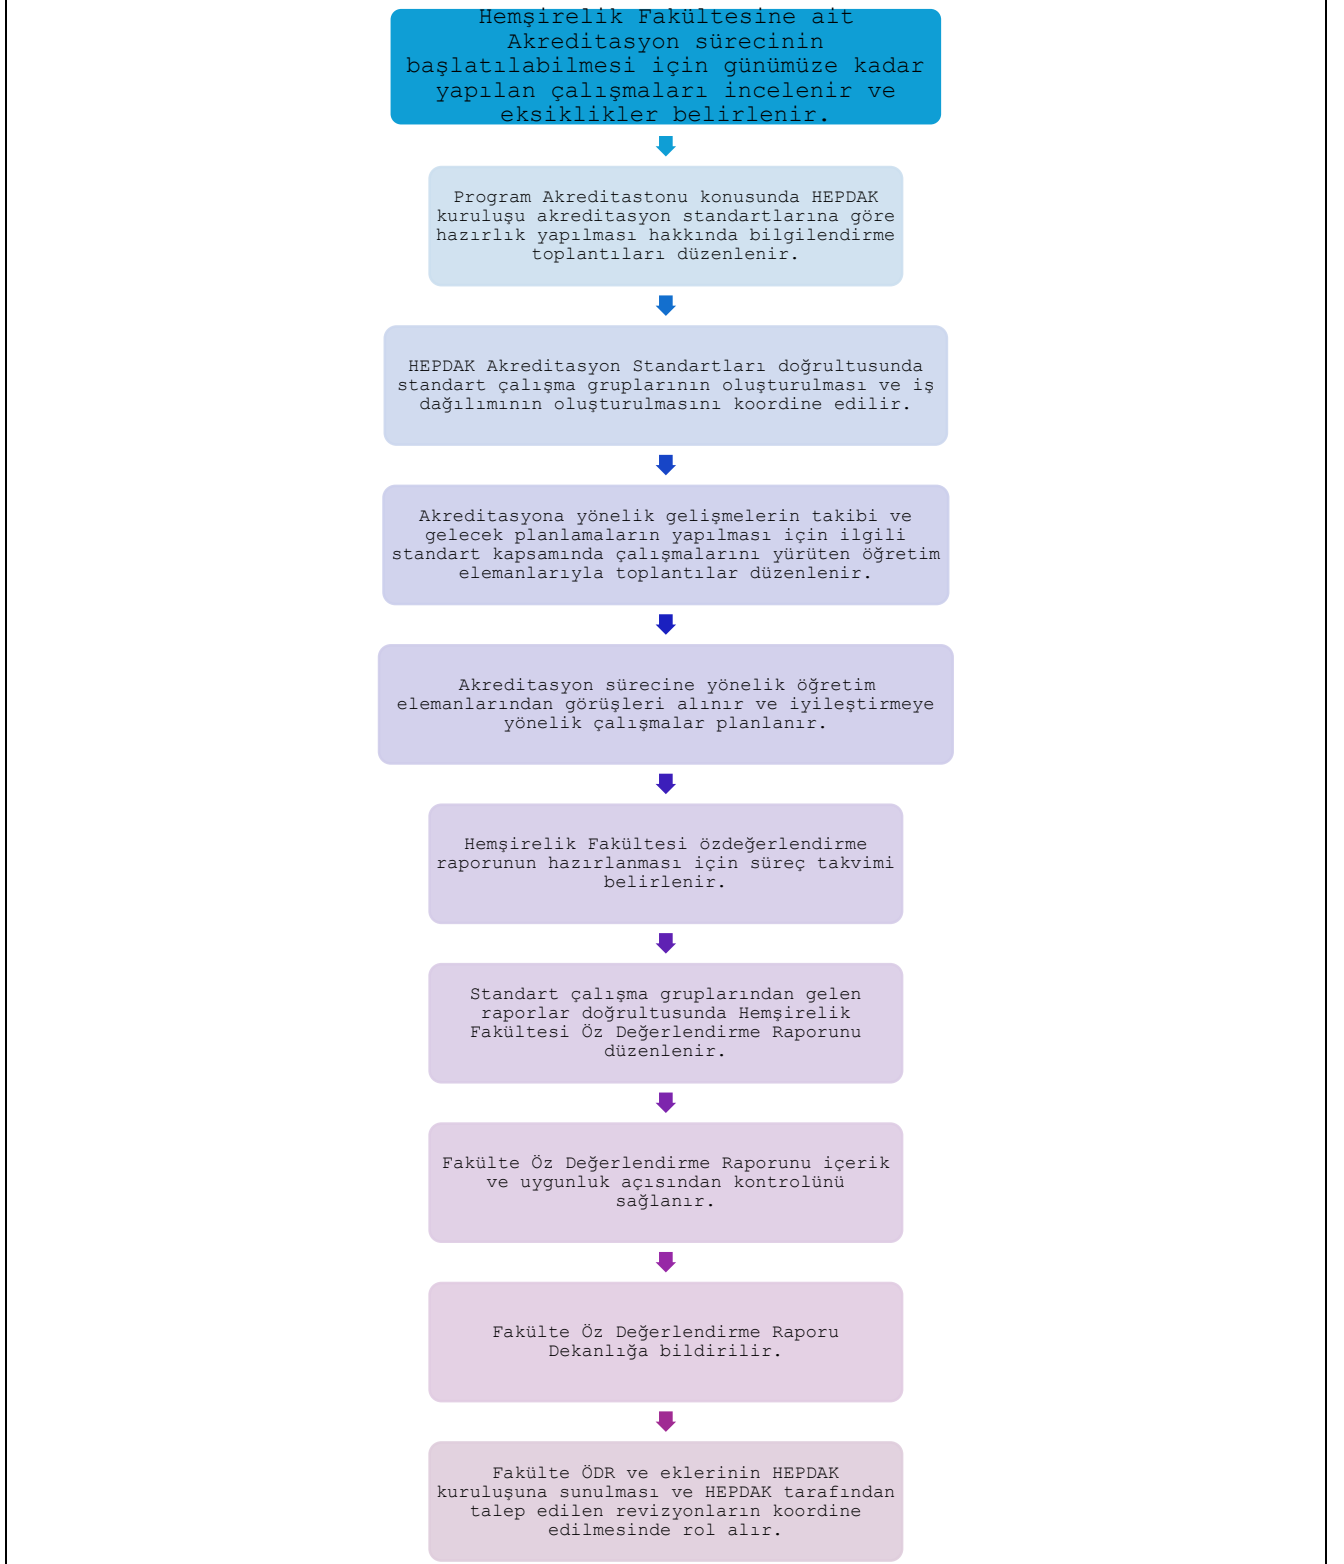 Hemşirelik Fakültesine ait
Akreditasyon sürecinin
başlatılabilmesi için günümüze kadar
yapılan çalışmaları incelenir ve
eksiklikler belirlenir.
Program Akreditastonu konusunda HEPDAK
kuruluşu akreditasyon standartlarına göre
hazırlık yapılması hakkında bilgilendirme
toplantıları düzenlenir.
HEPDAK Akreditasyon Standartları doğrultusunda
standart çalışma gruplarının oluşturulması ve iş
dağılımının oluşturulmasını koordine edilir.
Akreditasyona yönelik gelişmelerin takibi ve
gelecek planlamaların yapılması için ilgili
standart kapsamında çalışmalarını yürüten öğretim
elemanlarıyla toplantılar düzenlenir.
Akreditasyon sürecine yönelik öğretim
elemanlarından görüşleri alınır ve iyileştirmeye
yönelik çalışmalar planlanır.
Hemşirelik Fakültesi özdeğerlendirme
raporunun hazırlanması için süreç takvimi
belirlenir.
Standart çalışma gruplarından gelen
raporlar doğrultusunda Hemşirelik
Fakültesi Öz Değerlendirme Raporunu
düzenlenir.
Fakülte Öz Değerlendirme Raporunu içerik
ve uygunluk açısından kontrolünü
sağlanır.
Fakülte Öz Değerlendirme Raporu
Dekanlığa bildirilir.
Fakülte ÖDR ve eklerinin HEPDAK
kuruluşuna sunulması ve HEPDAK tarafından
talep edilen revizyonların koordine
edilmesinde rol alır.